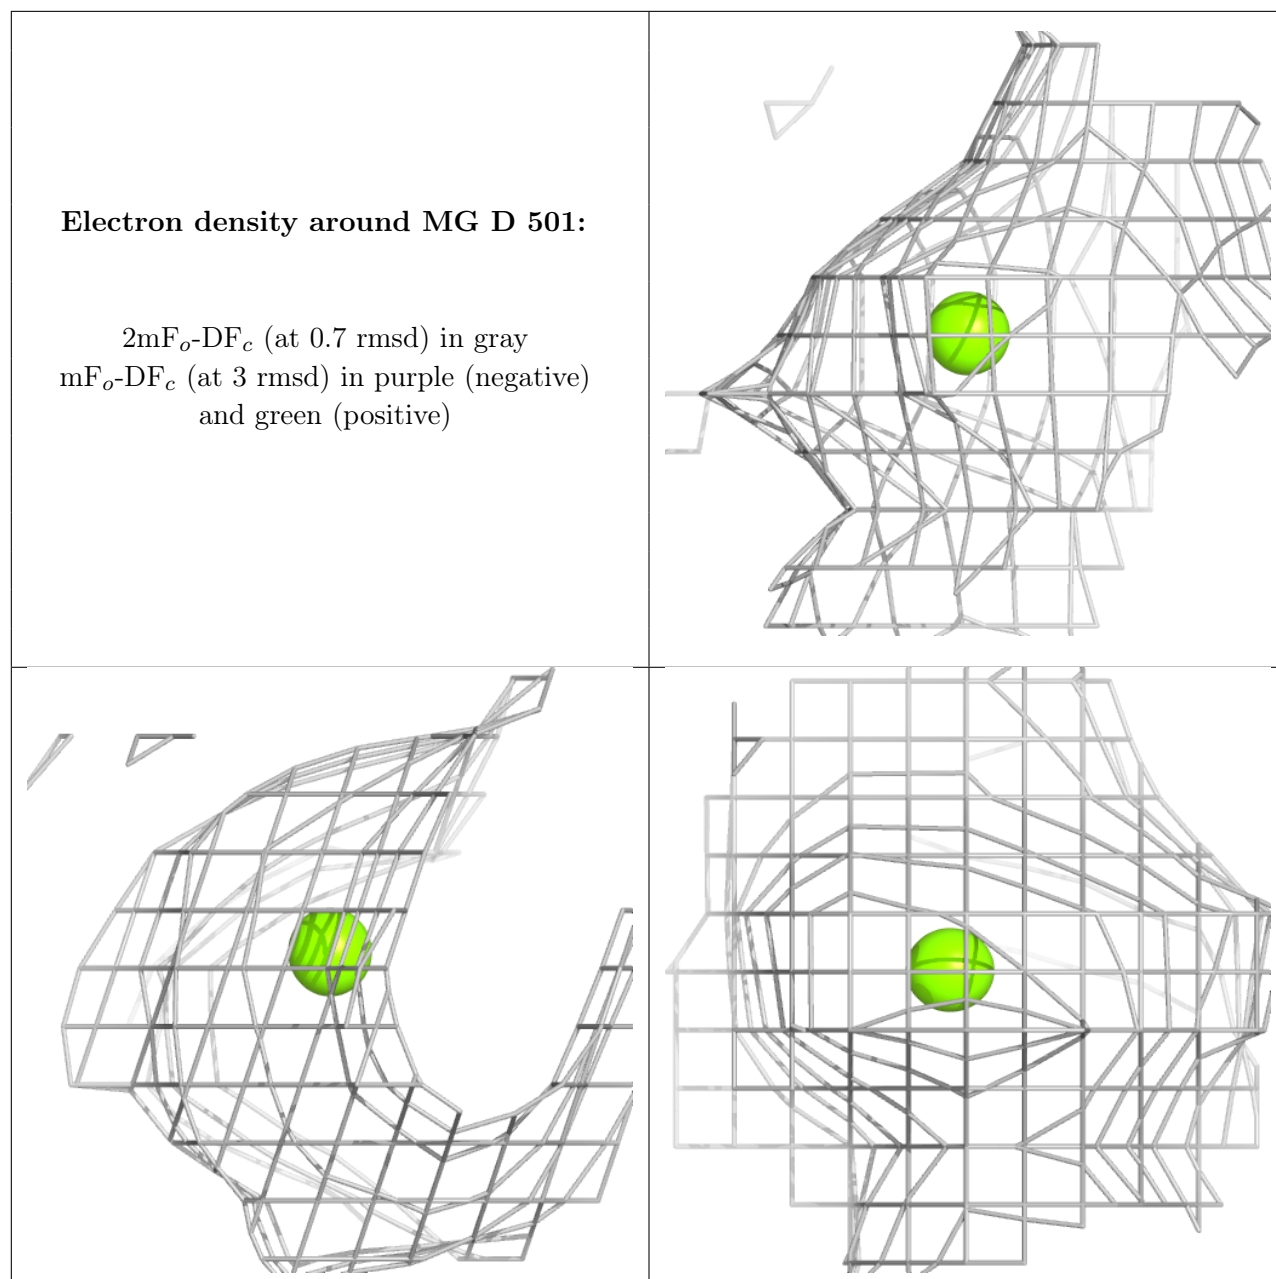 Electron density around MG D 501:
2mFo-DFc (at 0.7 rmsd) in gray
mFo-DFc (at 3 rmsd) in purple (negative)
and green (positive)